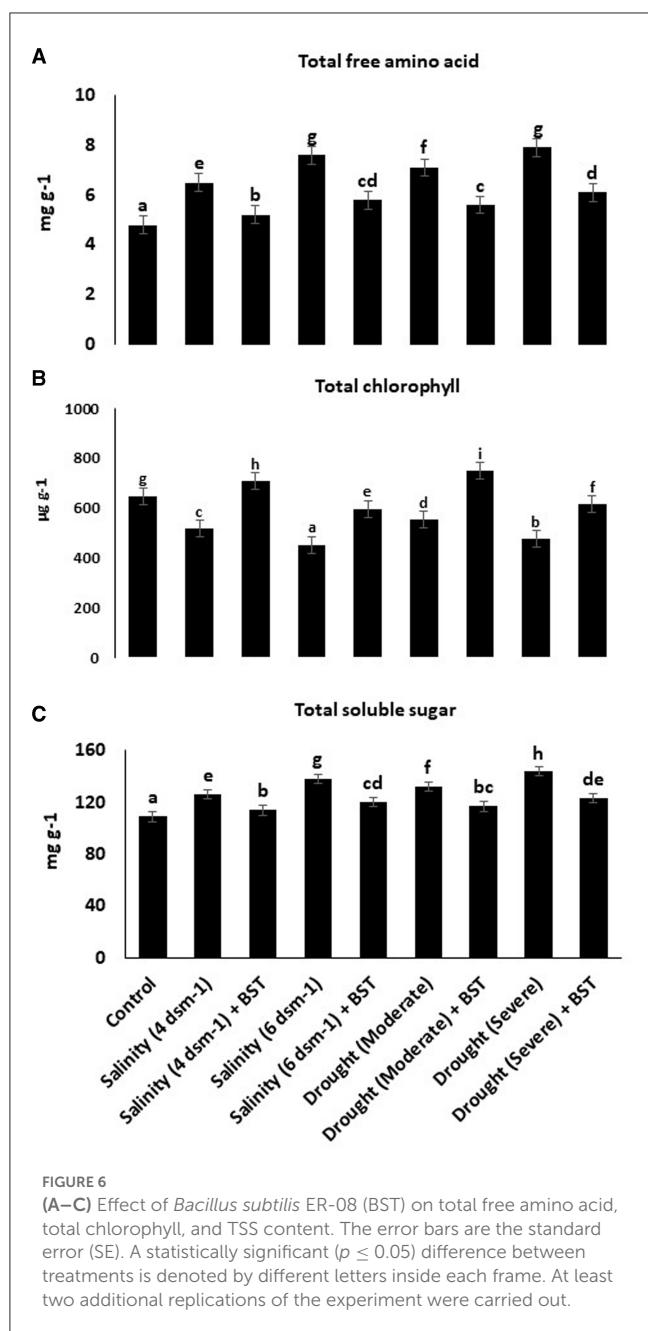 A
Total free amino acid
10
8
6
4
2
0
mg g-1
a
e
b
g
cd
f
c
g
d
B
Total chlorophyll
1000
800
600
400
200
0
µg g-1
g
c
h
a
e
d
i
b
f
C
Total soluble sugar
160
120
80
40
0
mg g-1
a
e
b
g
cd
f
bc
h
de
Control
Salinity (4 dsm-1)
Salinity (4 dsm-1) + BST
Salinity (6 dsm-1)
Salinity (6 dsm-1) + BST
Drought (Moderate)
Drought (Moderate) + BST
Drought (Severe)
Drought (Severe) + BST
FIGURE 6
(A–C) Effect of Bacillus subtilis ER-08 (BST) on total free amino acid,
total chlorophyll, and TSS content. The error bars are the standard
error (SE). A statistically significant (p ≤ 0.05) difference between
treatments is denoted by different letters inside each frame. At least
two additional replications of the experiment were carried out.